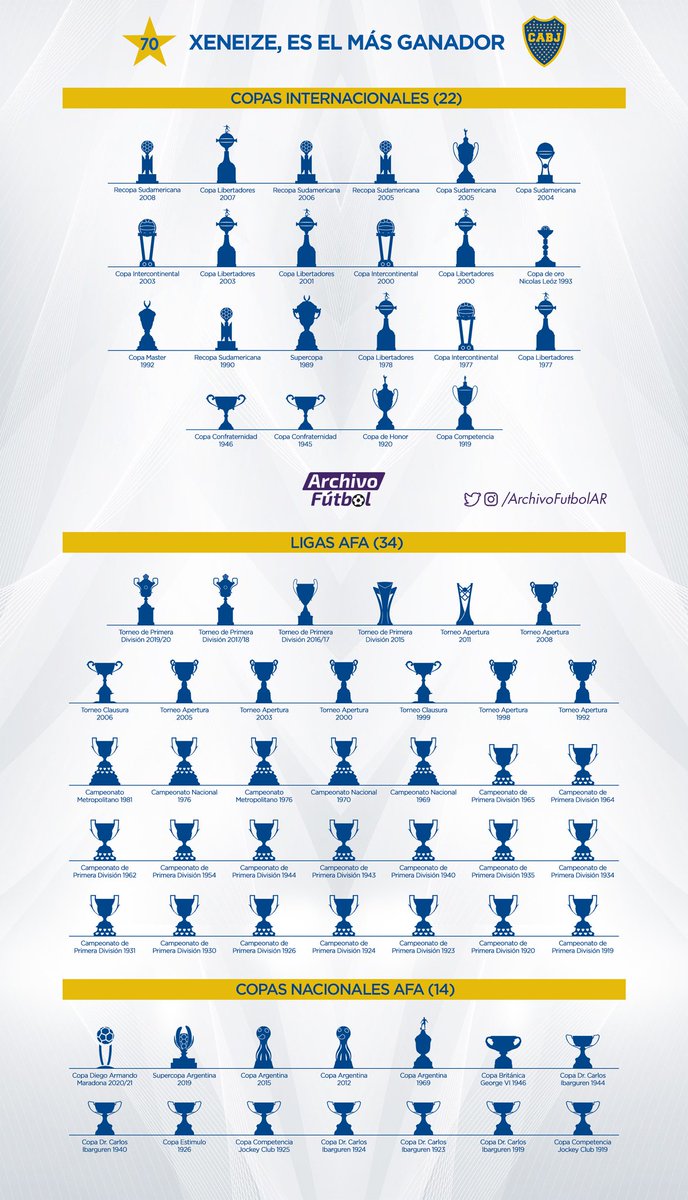 70
XENEIZE, ES EL MÁS GANADOR
CABJ
COPAS INTERNACIONALES (22)
Recopa Sudamericana
2008
Copa Libertadores
2007
Recopa Sudamericana
2006
Recopa Sudamericana
2005
Copa Sudamericana
2005
Copa Sudamericana
2004
Copa Intercontinental
2003
Copa Libertadores
2003
Copa Libertadores
2001
Copa Intercontinental
2000
Copa Libertadores
2000
Copa de oro
Nicolas Leóz 1993
Copa Master
1992
Recopa Sudamericana
1990
Supercopa
1989
Copa Libertadores
1978
Copa Intercontinental
1977
Copa Libertadores
1977
Copa Confraternidad
1946
Copa Confraternidad
1945
Copa de Honor
1920
Copa Competencia
1919
Archivo
Fútbol
/ArchivoFutbolAR
LIGAS AFA (34)
Torneo de Primera
División 2019/20
Torneo de Primera
División 2017/18
Torneo de Primera
División 2016/17
Torneo de Primera
División 2015
Torneo Apertura
2011
Torneo Apertura
2008
Torneo Clausura
2006
Torneo Apertura
2005
Torneo Apertura
2003
Torneo Apertura
2000
Torneo Clausura
1999
Torneo Apertura
1998
Torneo Apertura
1992
Campeonato
Metropolitano 1981
Campeonato Nacional
1976
Campeonato
Metropolitano 1976
Campeonato Nacional
1970
Campeonato Nacional
1969
Campeonato de
Primera División 1965
Campeonato de
Primera División 1964
Campeonato de
Primera División 1962
Campeonato de
Primera División 1954
Campeonato de
Primera División 1944
Campeonato de
Primera División 1943
Campeonato de
Primera División 1940
Campeonato de
Primera División 1935
Campeonato de
Primera División 1934
Campeonato de
Primera División 1931
Campeonato de
Primera División 1930
Campeonato de
Primera División 1926
Campeonato de
Primera División 1924
Campeonato de
Primera División 1923
Campeonato de
Primera División 1920
Campeonato de
Primera División 1919
COPAS NACIONALES AFA (14)
Copa Diego Armando
Maradona 2020/21
Supercopa Argentina
2019
Copa Argentina
2015
Copa Argentina
2012
Copa Argentina
1969
Copa Británica
George VI 1946
Copa Dr. Carlos
Ibarguren 1944
Copa Dr. Carlos
Ibarguren 1940
Copa Estimulo
1926
Copa Competencia
Jockey Club 1925
Copa Dr. Carlos
Ibarguren 1924
Copa Dr. Carlos
Ibarguren 1923
Copa Dr. Carlos
Ibarguren 1919
Copa Competencia
Jockey Club 1919